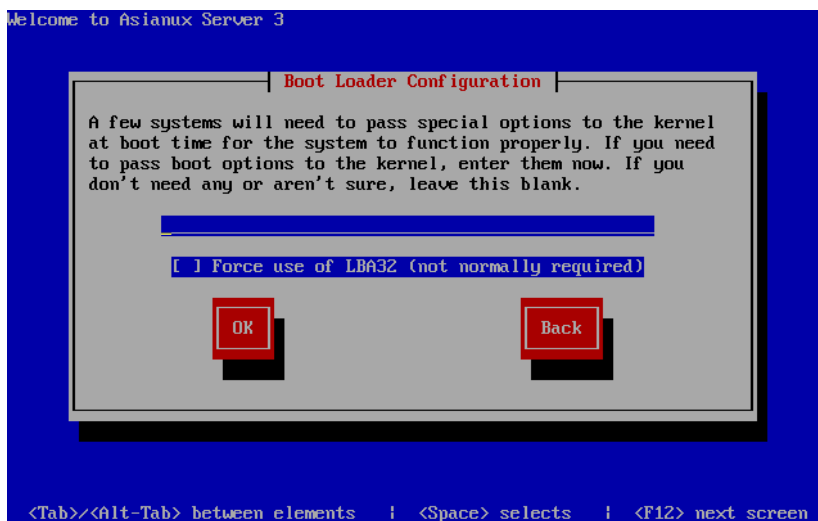 Welcome to Asianux Server 3
Boot Loader Configuration
A few systems will need to pass special options to the kernel
at boot time for the system to function properly. If you need
to pass boot options to the kernel, enter them now. If you
don't need any or aren't sure, leave this blank.
[ ] Force use of LBA32 (not normally required)
OK Back
<Tab>/<Alt-Tab> between elements | <Space> selects | <F12> next screen